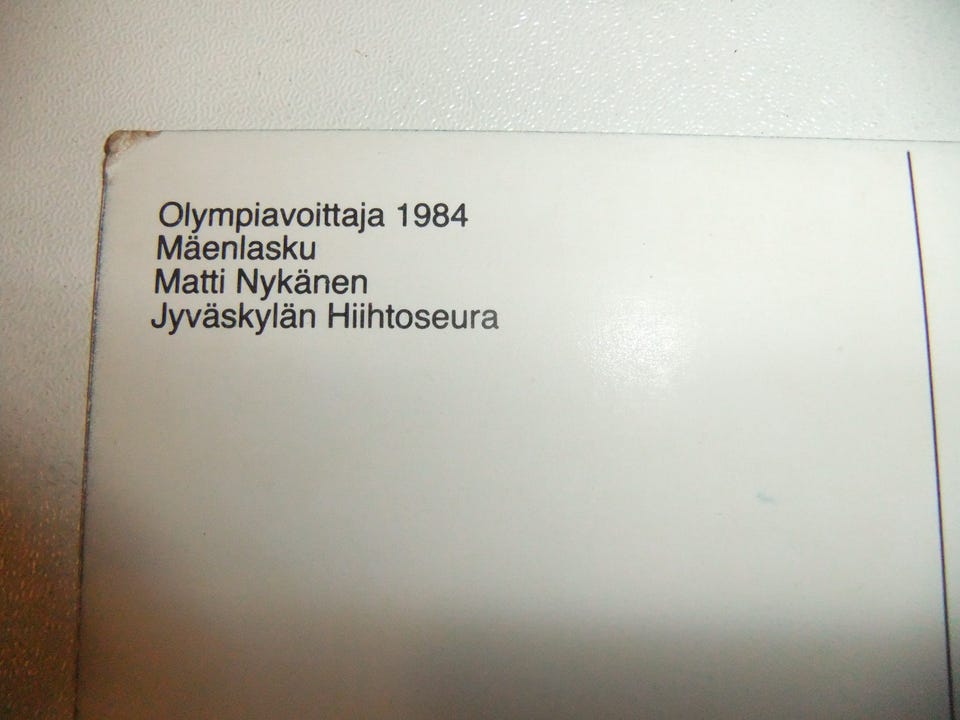 Olympiavoittaja 1984
Mäenlasku
Matti Nykänen
Jyväskylän Hiihtoseura